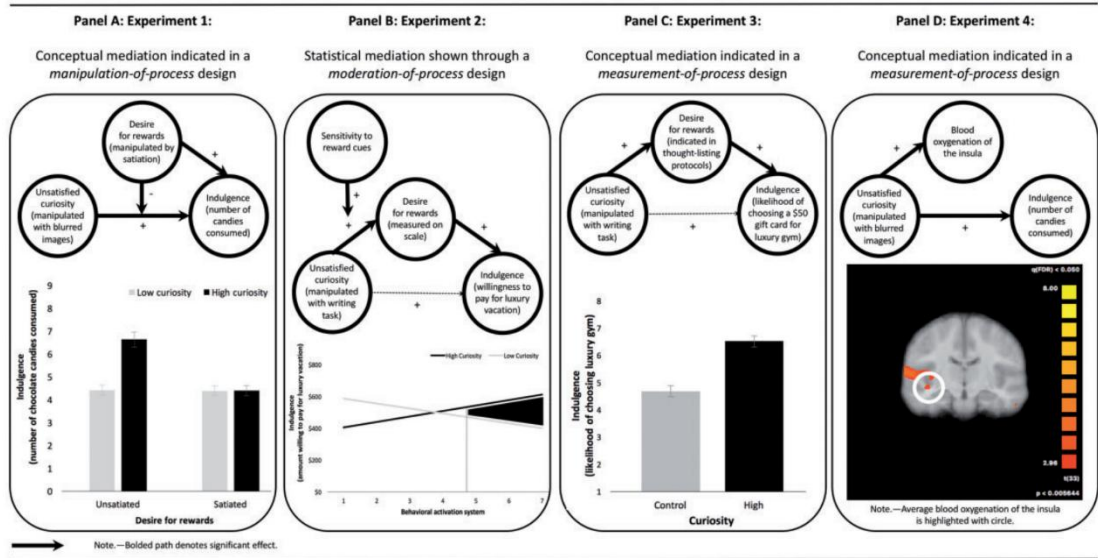 Panel A: Experiment 1:
Conceptual mediation indicated in a
manipulation-of-process design
Desire
for rewards
(manipulated by
satiation)
+
-
Unsatisfied
curiosity
(manipulated
with blurred
images)
+
Indulgence
(number of
candies
consumed)
Low curiosity
High curiosity
Indulgence
(number of chocolate candies consumed)
9
8
7
6
5
4
3
2
1
0
Unsatiated
Satiated
Desire for rewards
Panel B: Experiment 2:
Statistical mediation shown through a
moderation-of-process design
Sensitivity to
reward cues
+
+
Desire
for rewards
(measured on
scale)
+
Unsatisfied
curiosity
(manipulated
with writing
task)
+
Indulgence
(willingness to
pay for luxury
vacation)
High Curiosity
Low Curiosity
Indulgence
(amount willing to pay for luxury vacation)
$800
$600
$400
$200
$0
1
2
3
4
5
6
7
Behavioral activation system
Panel C: Experiment 3:
Conceptual mediation indicated in a
measurement-of-process design
Desire
for rewards
(indicated in
thought-listing
protocols)
+
+
Unsatisfied
curiosity
(manipulated
with writing
task)
+
Indulgence
(likelihood of
choosing a $50
gift card for
luxury gym)
Indulgence
(likelihood of choosing luxury gym)
8
7
6
5
4
3
2
1
Control
High
Curiosity
Panel D: Experiment 4:
Conceptual mediation indicated in a
measurement-of-process design
Blood
oxygenation of
the insula
+
Unsatisfied
curiosity
(manipulated
with blurred
images)
+
Indulgence
(number of
candies
consumed)
q(FDR) < 0.050
8.00
t(33)
Note.—Average blood oxygenation of the insula
is highlighted with circle.
Note.—Bolded path denotes significant effect.